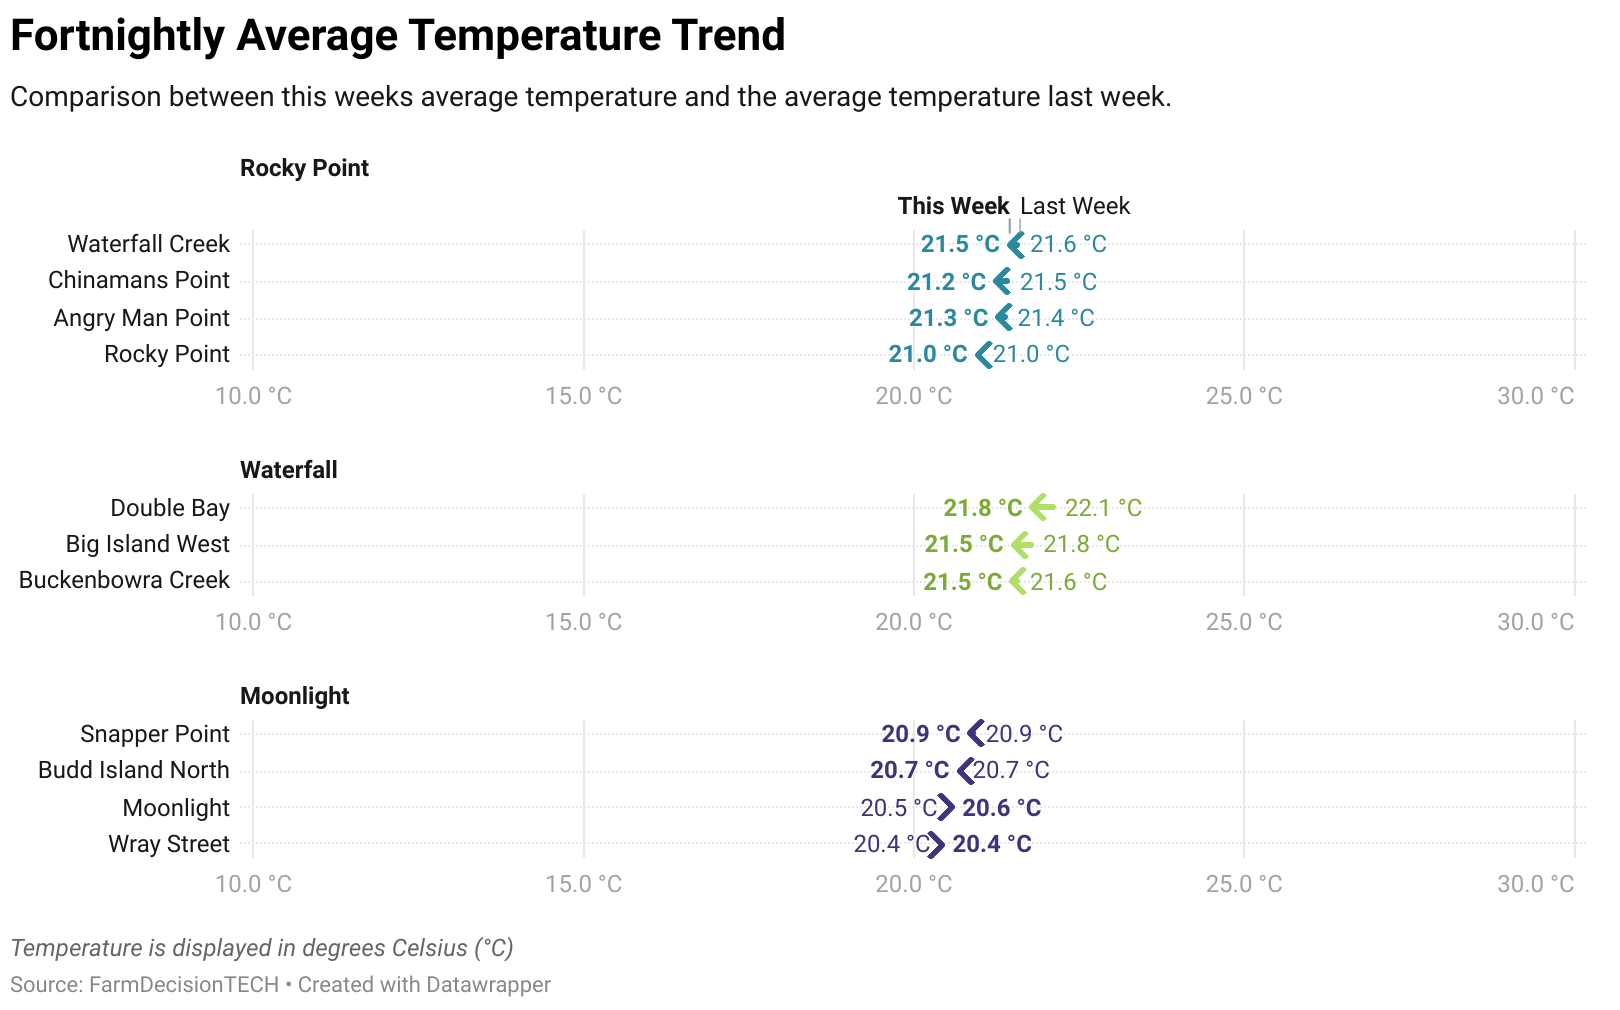 Fortnightly Average Temperature Trend
Comparison between this weeks average temperature and the average temperature last week.
Rocky Point
This Week Last Week
Waterfall Creek 21.5 °C 21.6 °C
Chinamans Point 21.2 °C 21.5 °C
Angry Man Point 21.3 °C 21.4 °C
Rocky Point 21.0 °C 21.0 °C
10.0 °C 15.0 °C 20.0 °C 25.0 °C 30.0 °C
Waterfall
Double Bay 21.8 °C 22.1 °C
Big Island West 21.5 °C 21.8 °C
Buckenbowra Creek 21.5 °C 21.6 °C
10.0 °C 15.0 °C 20.0 °C 25.0 °C 30.0 °C
Moonlight
Snapper Point 20.9 °C 20.9 °C
Budd Island North 20.7 °C 20.7 °C
Moonlight 20.5 °C 20.6 °C
Wray Street 20.4 °C 20.4 °C
10.0 °C 15.0 °C 20.0 °C 25.0 °C 30.0 °C
Temperature is displayed in degrees Celsius (°C)
Source: FarmDecisionTECH • Created with Datawrapper